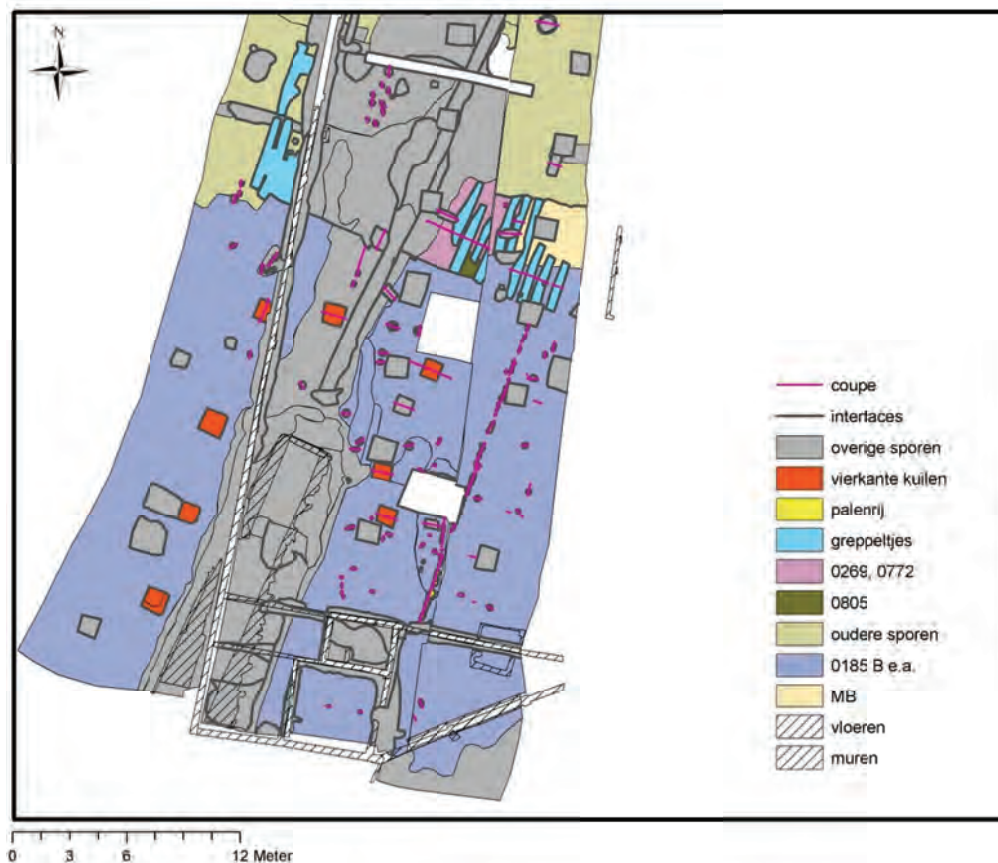 N
coupe
interfaces
overige sporen
vierkante kuilen
palenrij
greppeltjes
0269, 0772
0805
oudere sporen
0185 B e.a.
MB
vloeren
muren
0 3 6 12 Meter